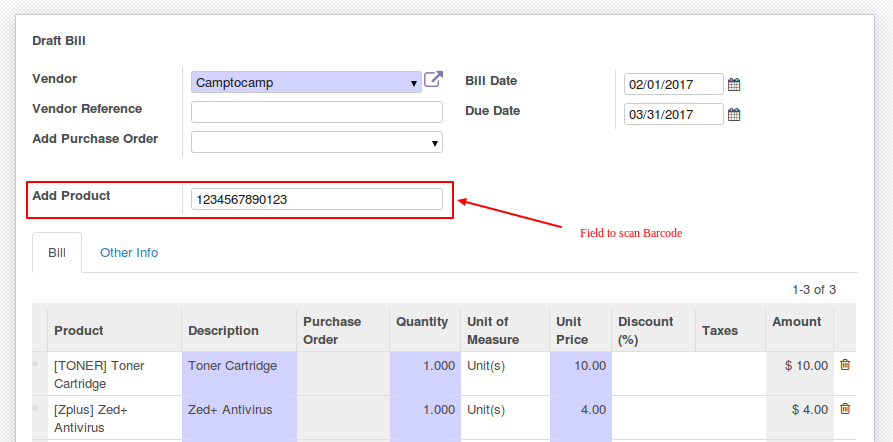 Draft Bill
Vendor
Camptocamp
Bill Date
02/01/2017
Vendor Reference
Due Date
03/31/2017
Add Purchase Order
Add Product
1234567890123
Field to scan Barcode
Bill
Other Info
1-3 of 3
Product
Description
Purchase Order
Quantity
Unit of Measure
Unit Price
Discount (%)
Taxes
Amount
[TONER] Toner Cartridge
Toner Cartridge
1.000
Unit(s)
10.00
$ 10.00
[Zplus] Zed+ Antivirus
Zed+ Antivirus
1.000
Unit(s)
4.00
$ 4.00